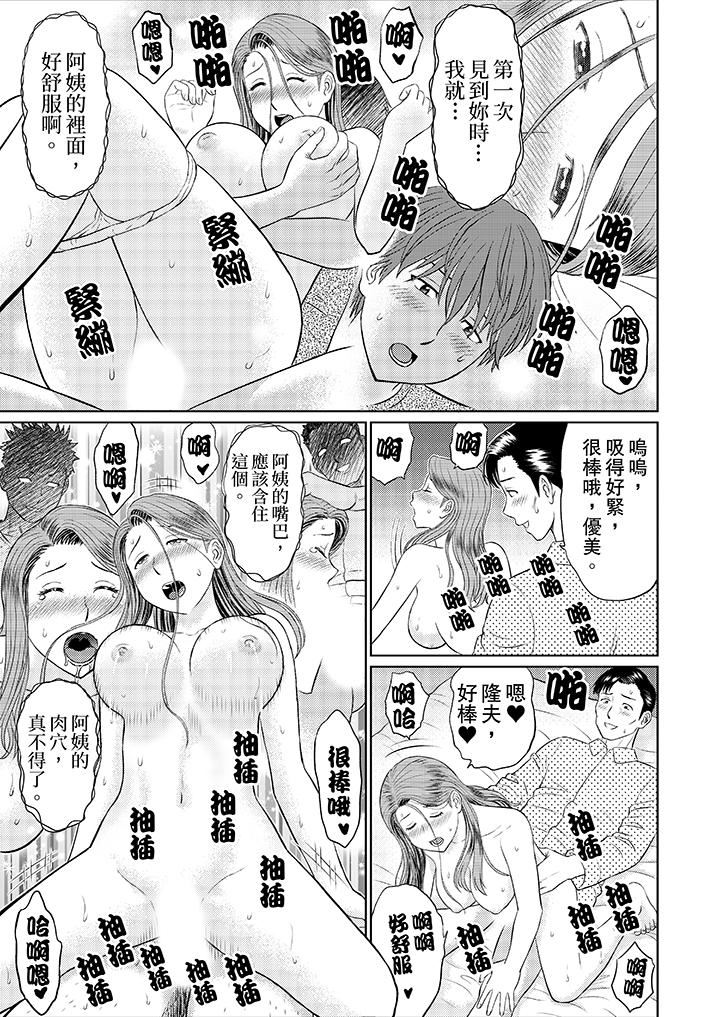 第一次
見到妳時…
我就…
啊♥
啪啪
啪啪
嗯嗯♥
阿姨的裡面，
好舒服啊。
啪啪
啪啪
啪啪
嗯嗯♥
緊繃
緊繃
嗚嗚，
吸得好緊，
很棒哦，優美。
啊
啊
啪啪
啪啪
啪啪
啪啪
啪啪
啊♥
嗯啊♥
阿姨的嘴巴，
應該含住
這個。
啪
嗯♥
隆夫，
好棒♥
啊哈
抽插
抽插
抽插
啊啊
好舒服♥
啊啊♥
很棒哦♥
阿姨的
肉穴，
真不得了。
抽插
抽插
抽插
抽插
抽插
抽插
抽插
抽插
抽插
抽插
哈啊嗯♥